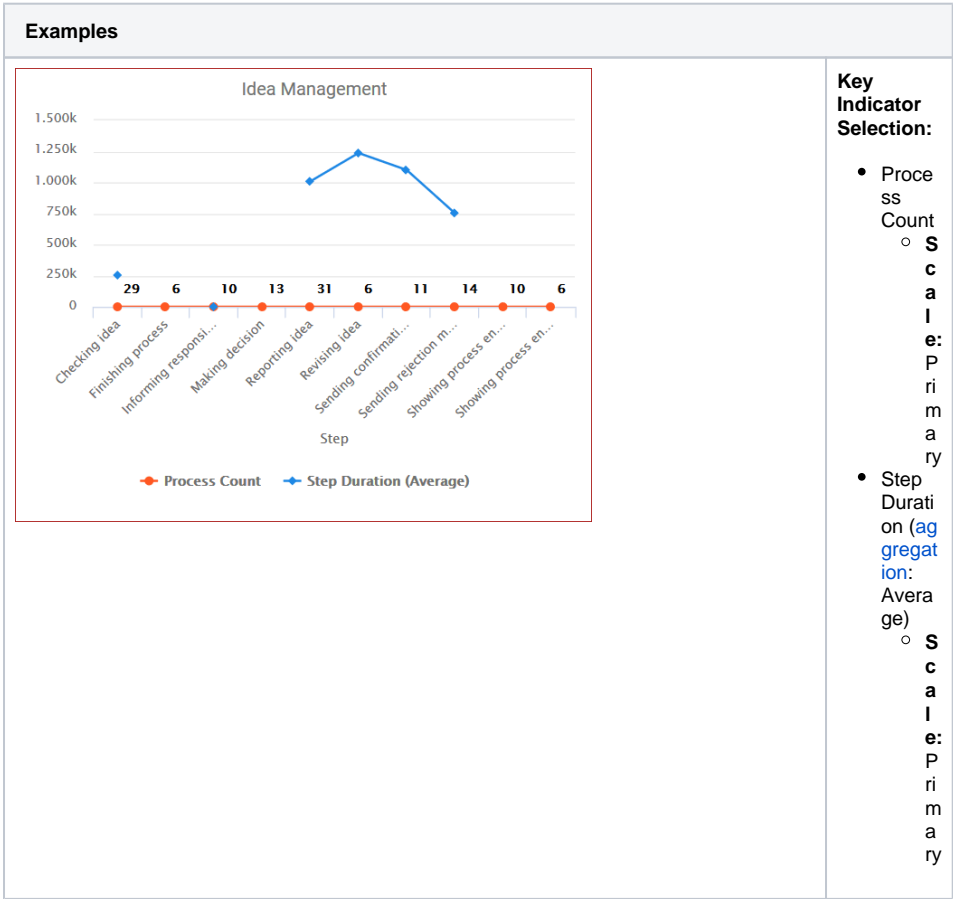 Examples
Idea Management
1.500k
1.250k
1.000k
750k
500k
250k
0
29 6 10 13 31 6 11 14 10 6
Checking idea
Finishing process
Informing responsi...
Making decision
Reporting idea
Revising idea
Sending confirmati...
Sending rejection m...
Showing process en...
Showing process en...
Step
Process Count Step Duration (Average)
Key
Indicator
Selection:
• Proce
ss
Count
○ S
c
a
l
e:
P
ri
m
a
ry
• Step
Durati
on (ag
gregat
ion:
Avera
ge)
○ S
c
a
l
e:
P
ri
m
a
ry